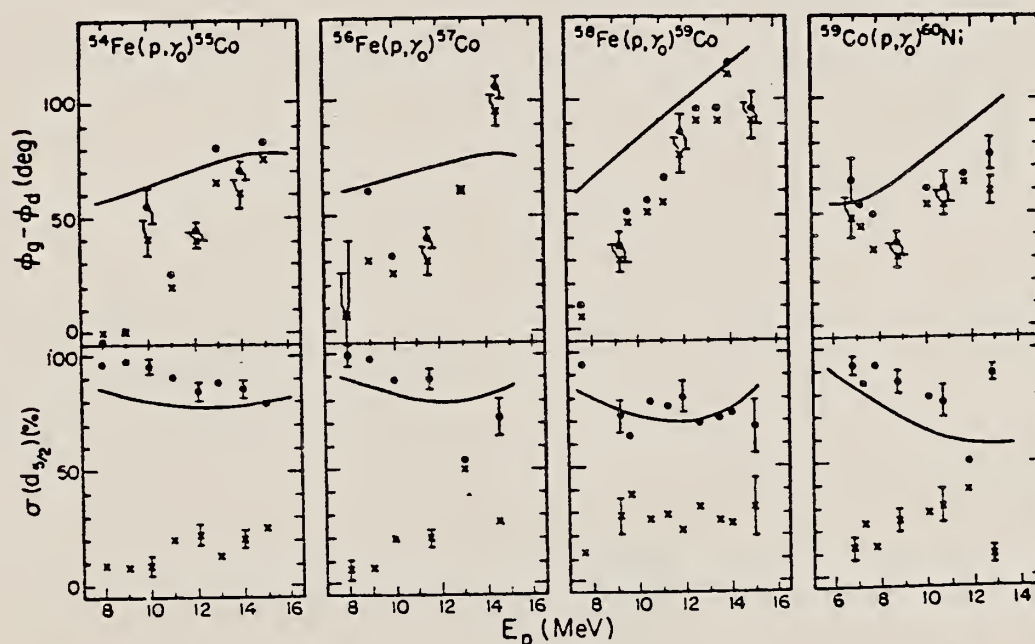 ⁵⁴Fe(p,γ₀)⁵⁵Co ⁵⁶Fe(p,γ₀)⁵⁷Co ⁵⁸Fe(p,γ₀)⁵⁹Co ⁵⁹Co(p,γ₀)⁶⁰Ni
100
50
0
ϕg-ϕd (deg)
100
50
0
σ(d₅/₂)(%)
8 10 12 14 16 8 10 12 14 16 8 10 12 14 16 6 8 10 12 14
Eₚ (MeV)